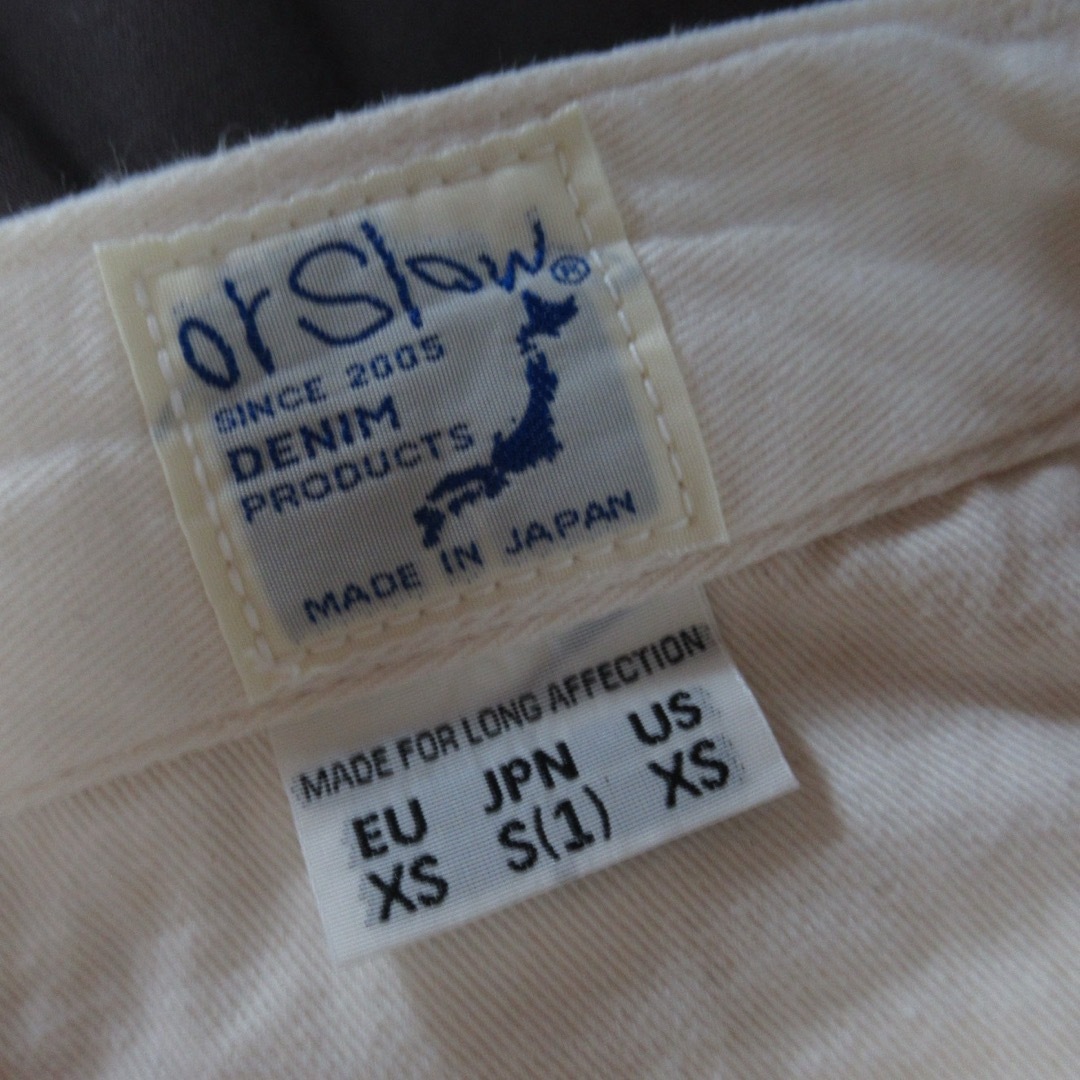 orSlow®
SINCE 2005
DENIM
PRODUCTS
MADE IN JAPAN
MADE FOR LONG AFFECTION
EU JPN US
XS S(1) XS